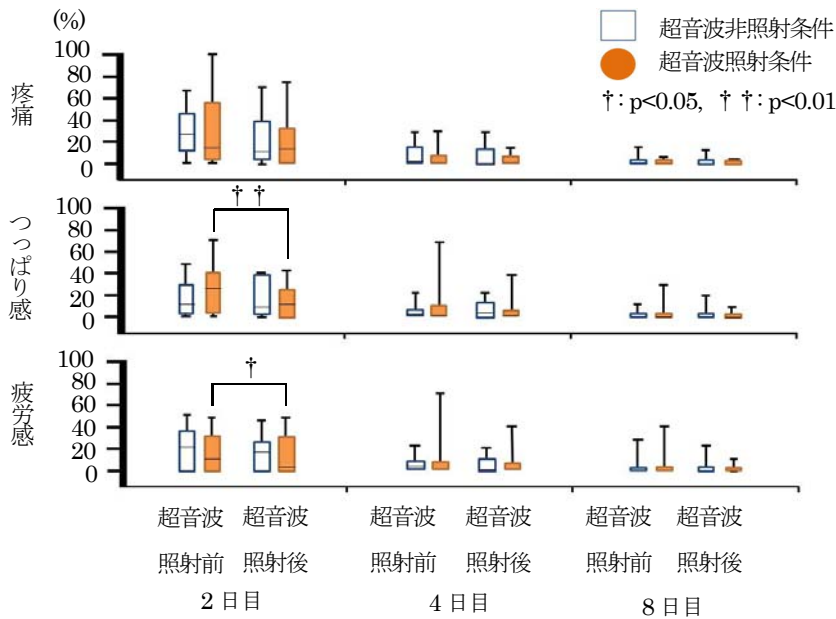 (%)
超音波非照射条件
超音波照射条件
†: p<0.05, ††: p<0.01
疼痛
100
80
60
40
20
0
††
つっぱり感
100
80
60
40
20
0
†
疲労感
100
80
60
40
20
0
超音波 超音波 超音波 超音波 超音波 超音波
照射前 照射後 照射前 照射後 照射前 照射後
2日目 4日目 8日目